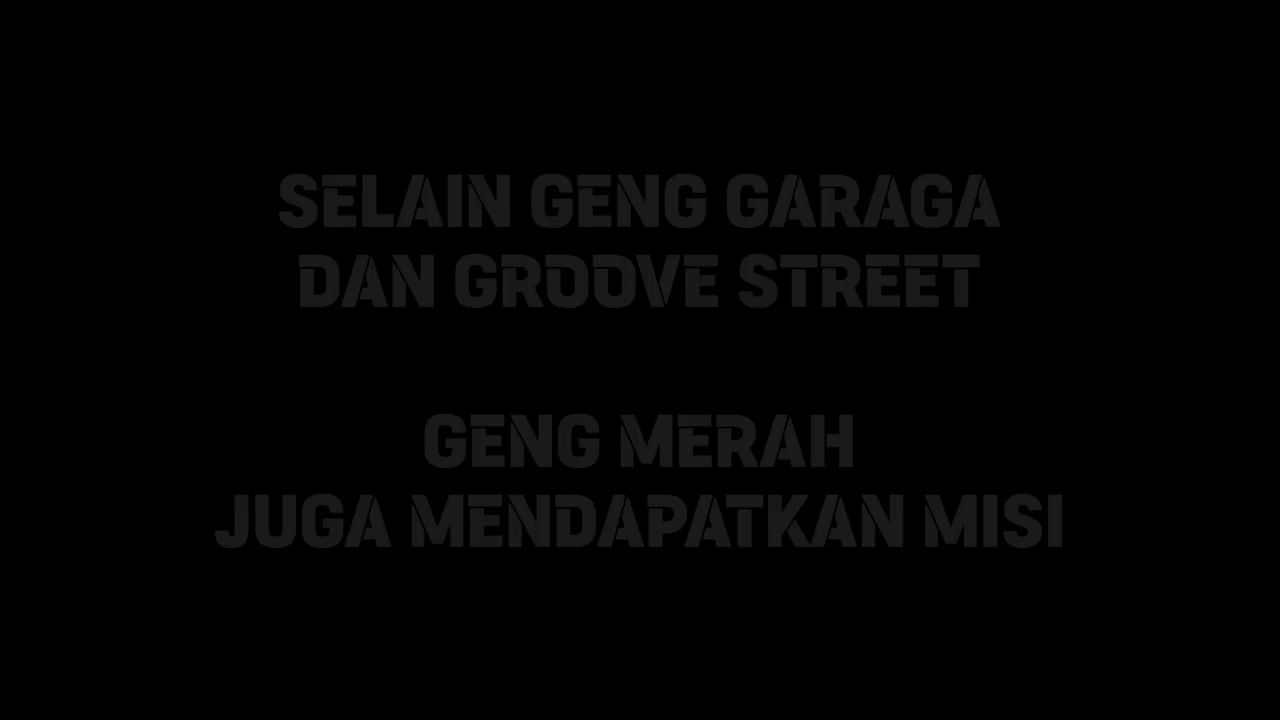 SELAIN GENG GARAGA
DAN GROOVE STREET
GENG MERAH
JUGA MENDAPATKAN MISI